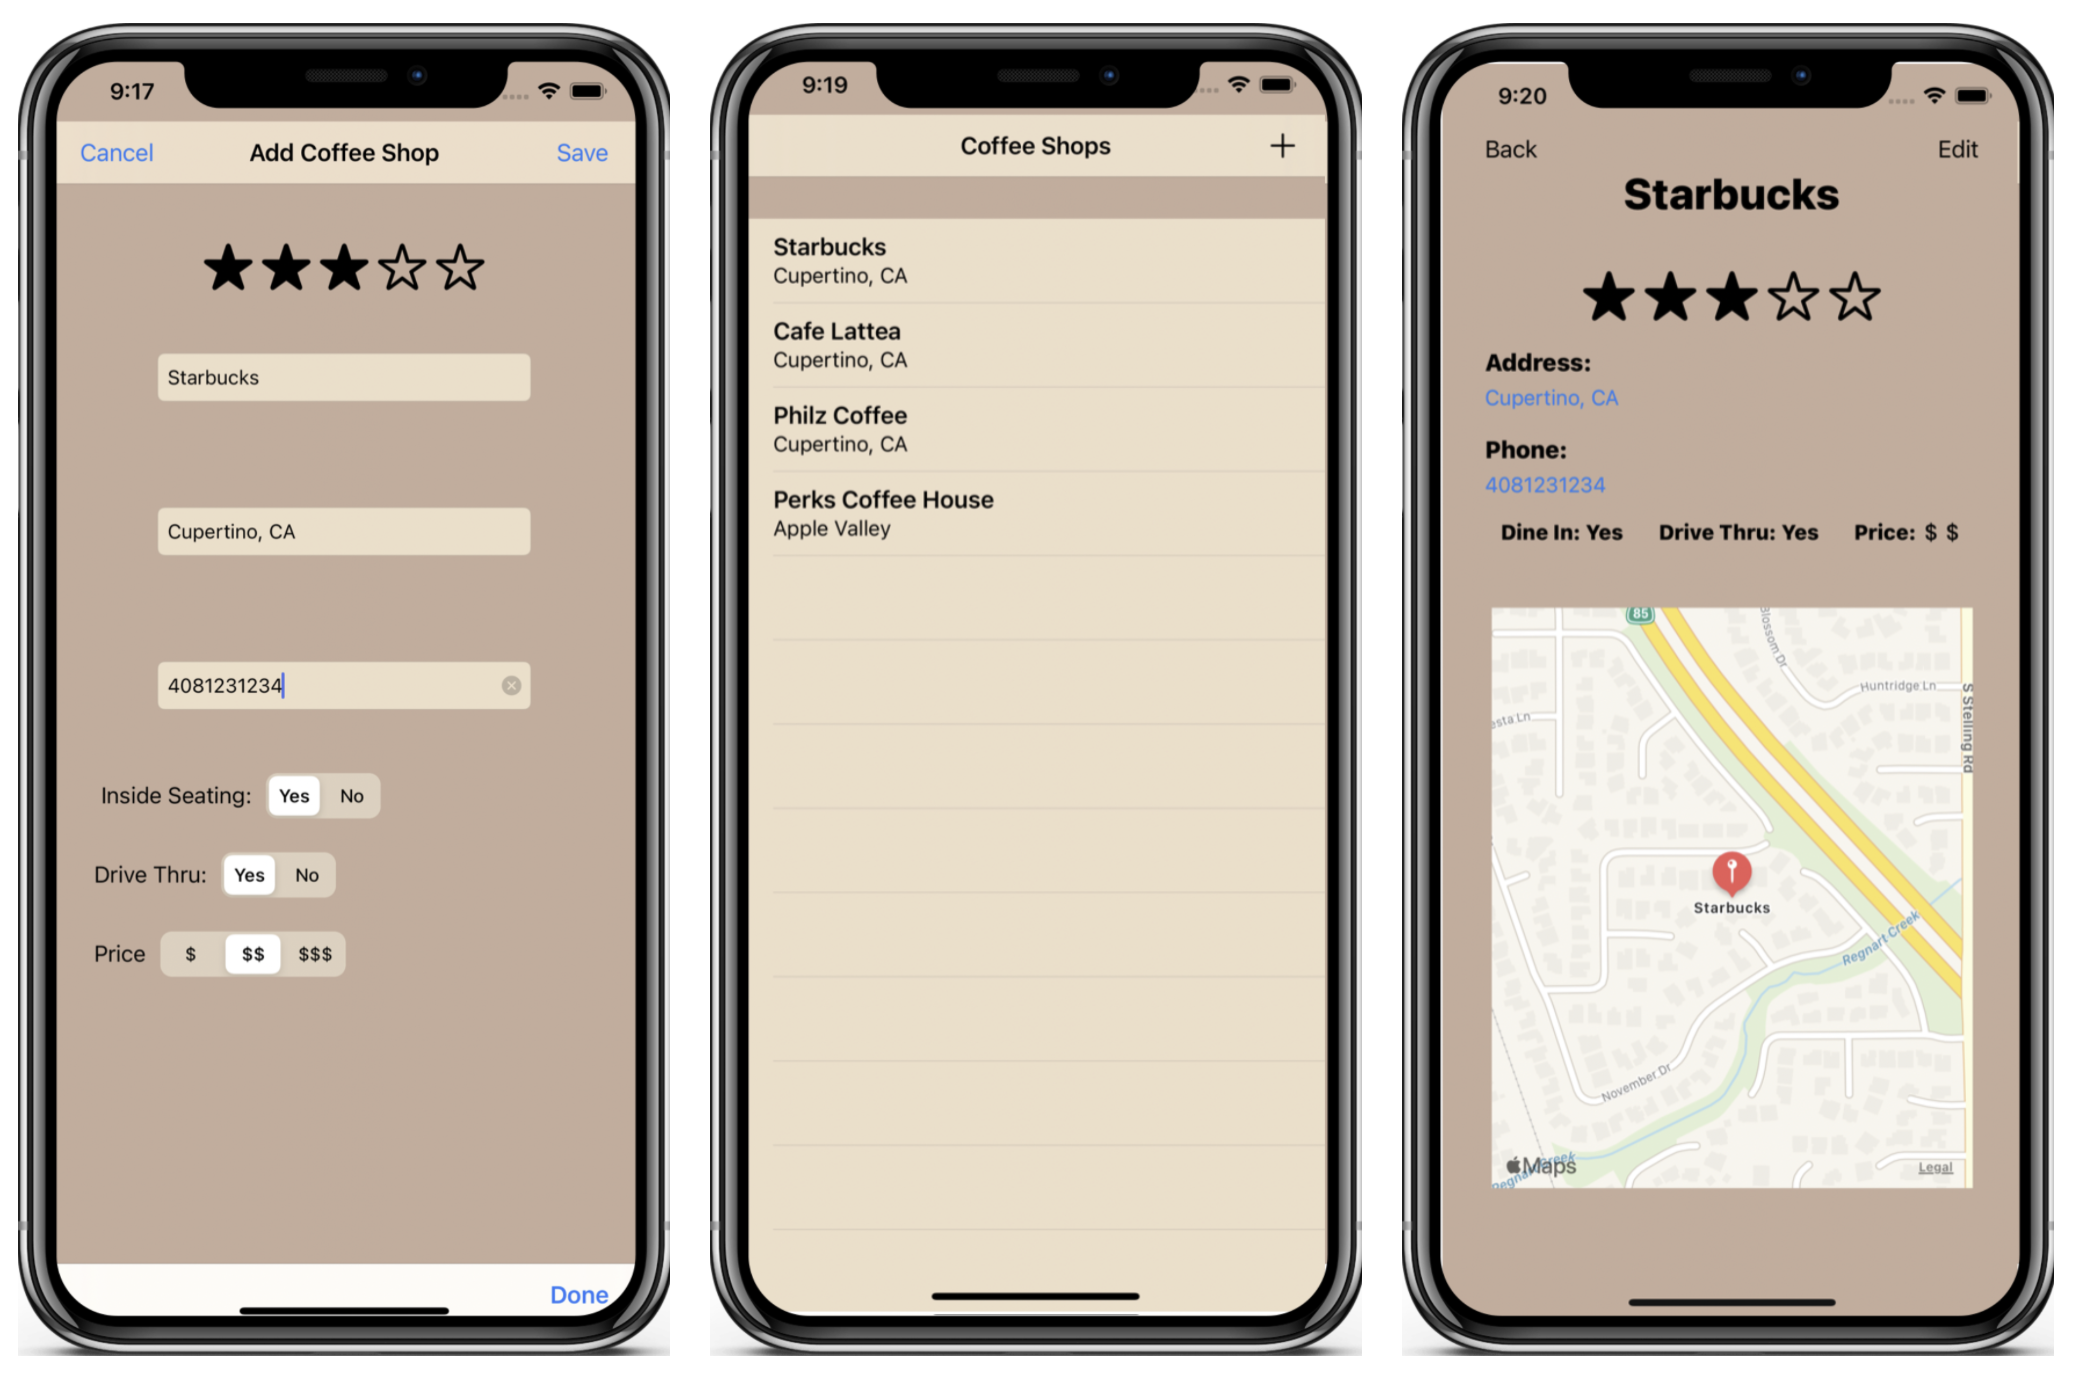 9:17
Cancel Add Coffee Shop Save
Starbucks
Cupertino, CA
4081231234
Inside Seating: Yes No
Drive Thru: Yes No
Price $ $$ $$$
Done
9:19
Coffee Shops +
Starbucks
Cupertino, CA
Cafe Lattea
Cupertino, CA
Philz Coffee
Cupertino, CA
Perks Coffee House
Apple Valley
9:20
Back Edit
Starbucks
Address:
Cupertino, CA
Phone:
4081231234
Dine In: Yes Drive Thru: Yes Price: $ $
85
Blossom Dr
Huntridge Ln
S Stelling Rd
esta Ln
Starbucks
Regnart Creek
November Dr
Maps
Legal